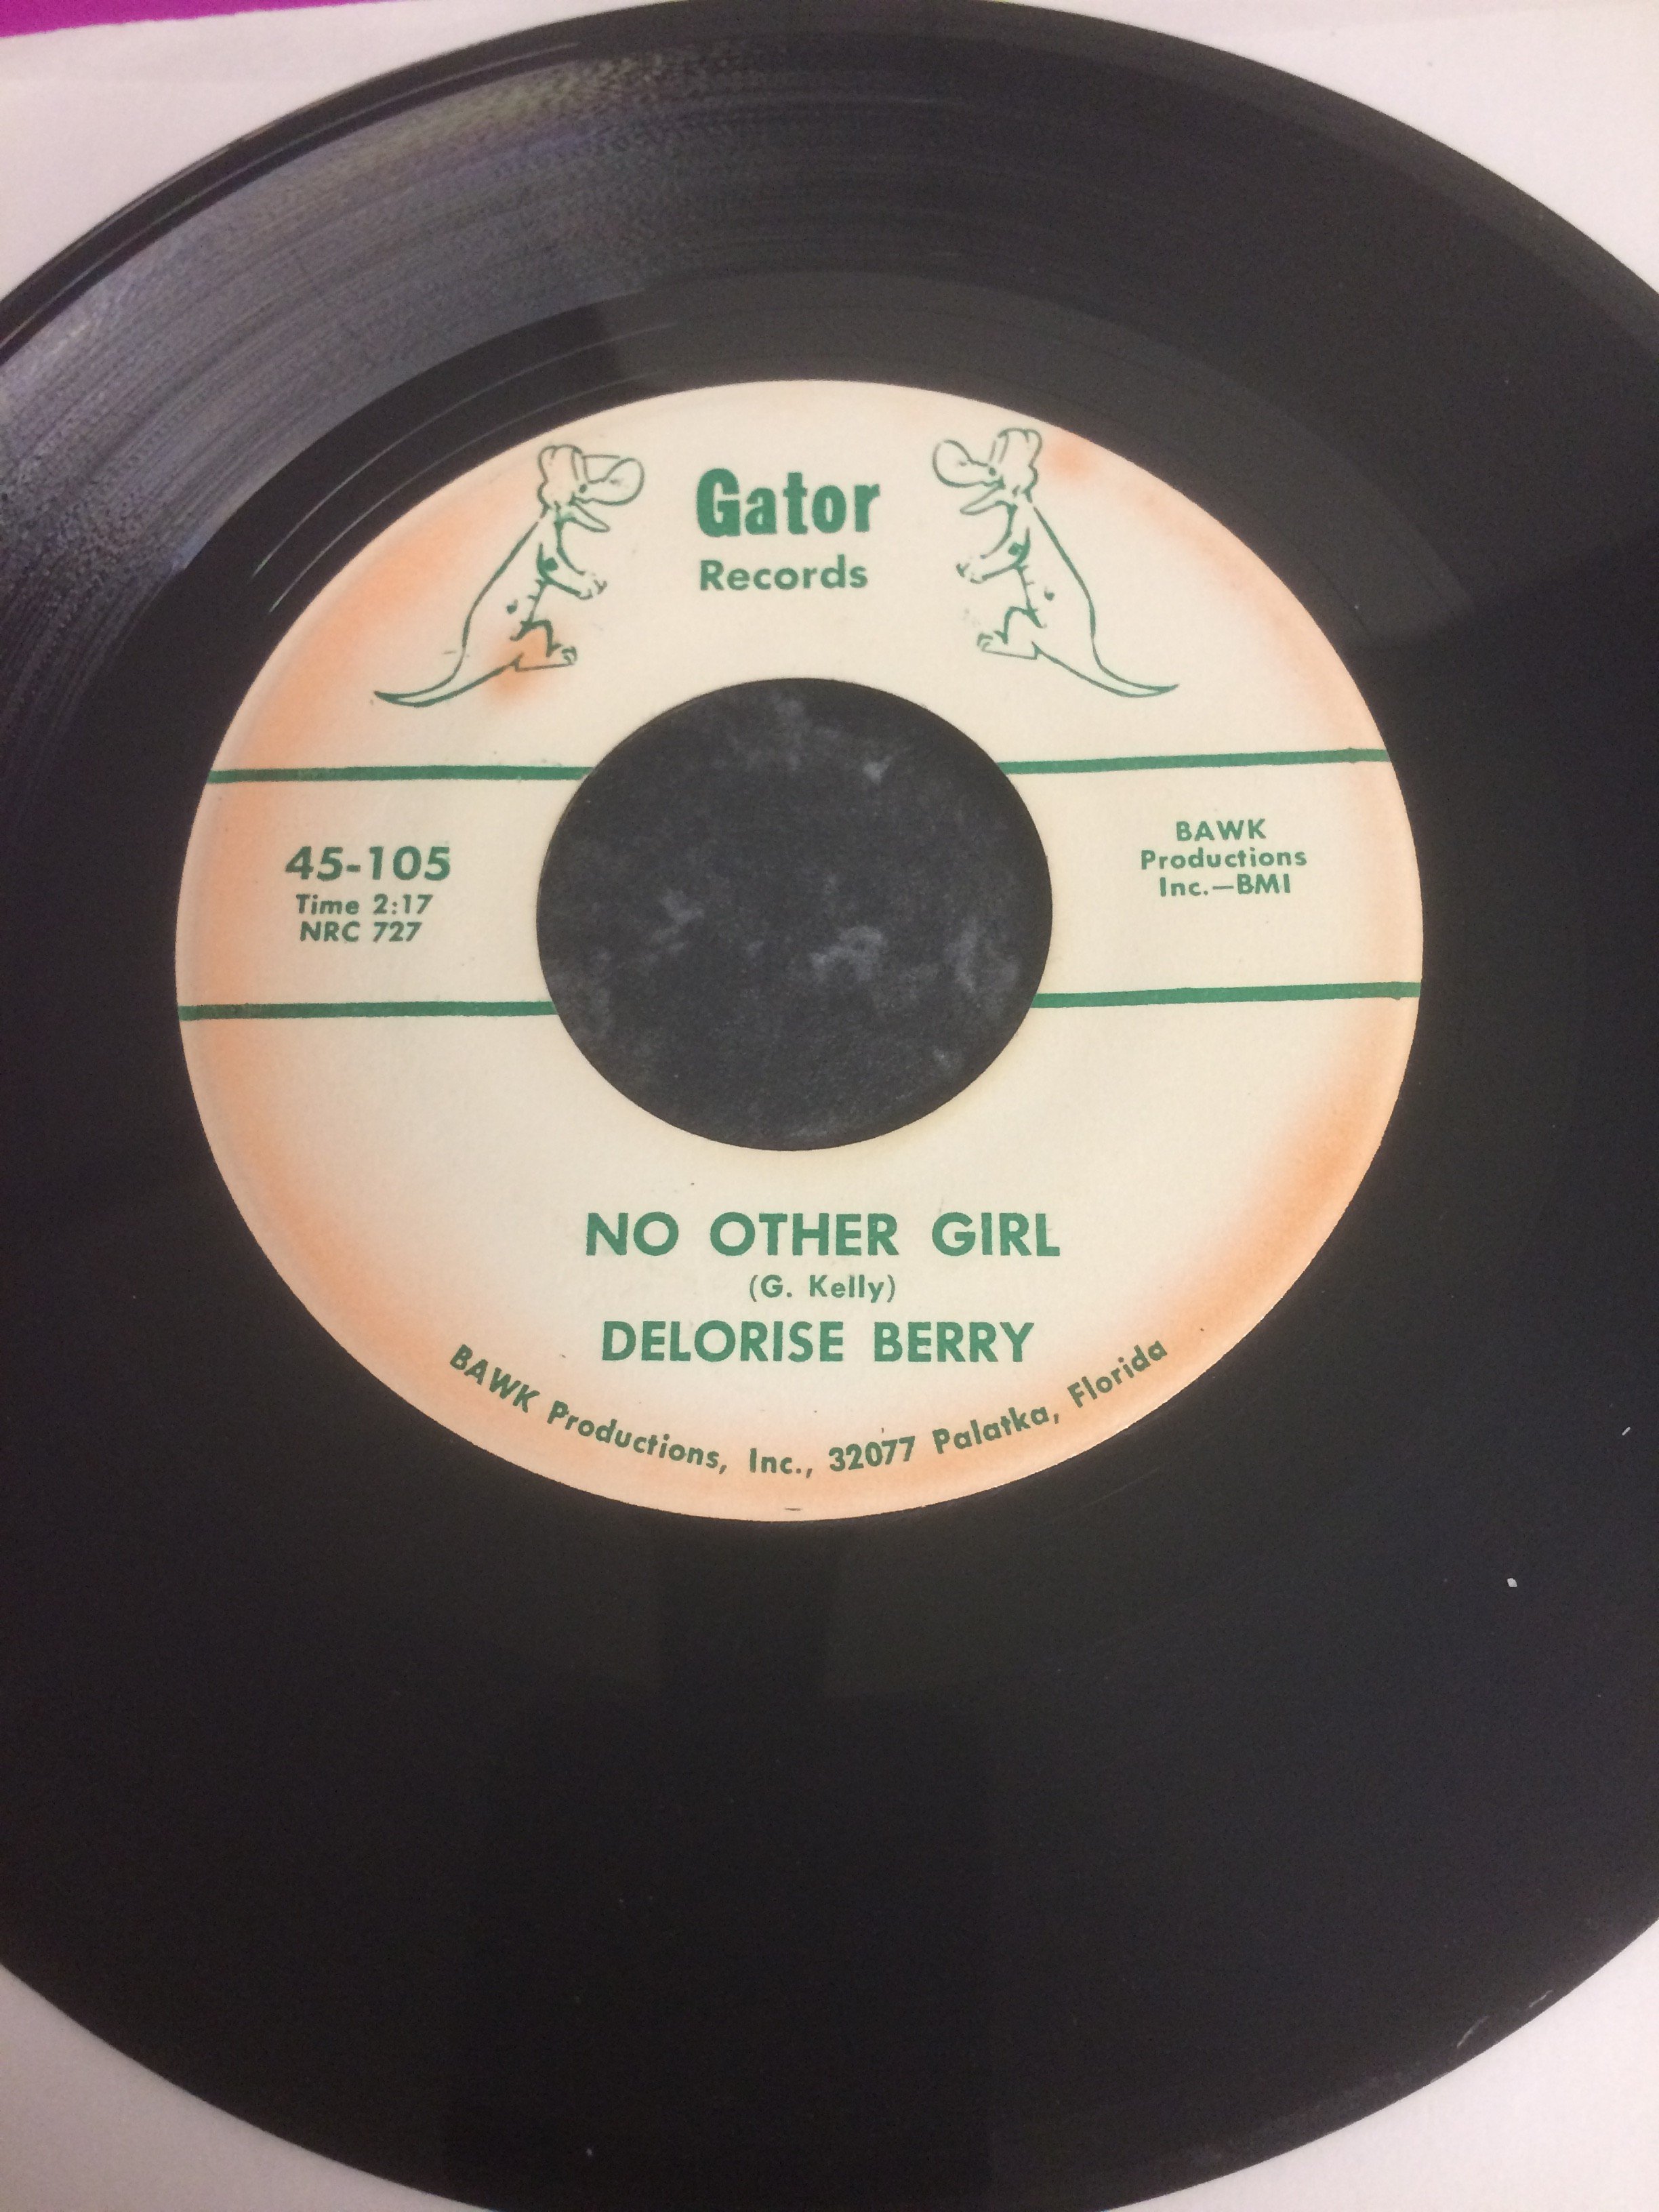 Gator
Records
45-105
Time 2:17
NRC 727
BAWK
Productions
Inc.—BMI
NO OTHER GIRL
(G. Kelly)
DELORISE BERRY
BAWK Productions, Inc., 32077 Palatka, Florida